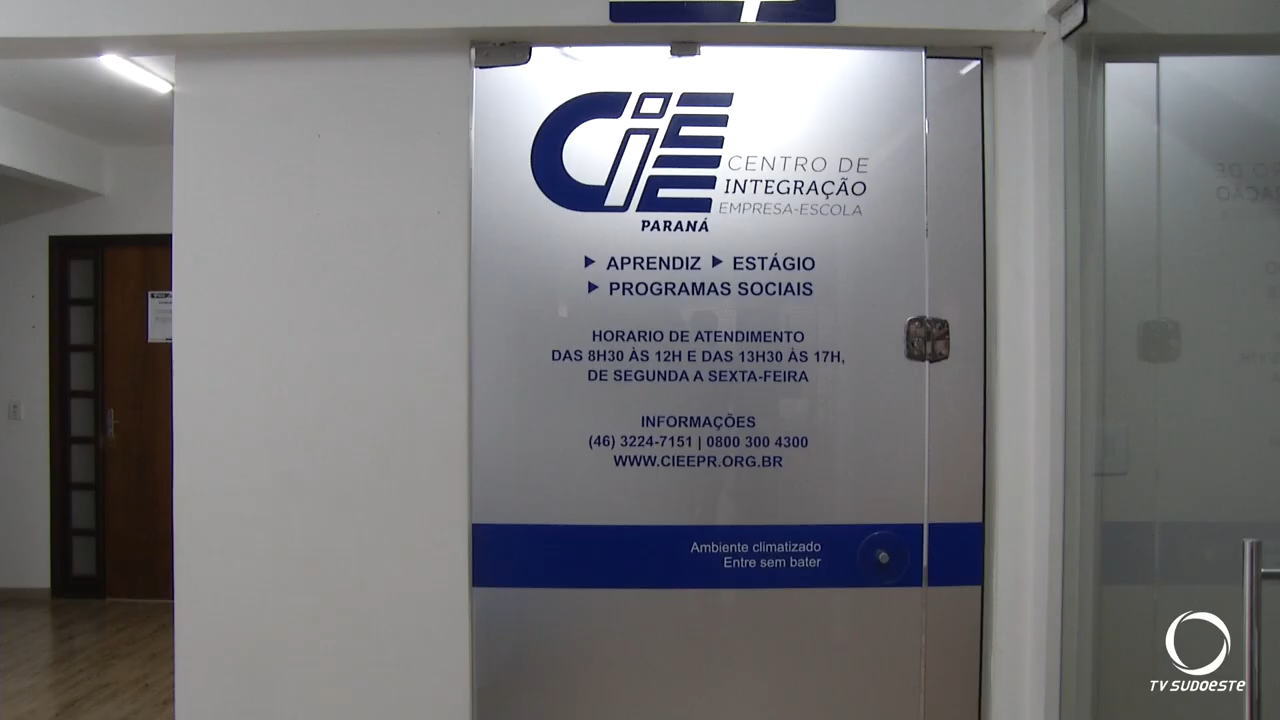 CIEE
CENTRO DE
INTEGRAÇÃO
EMPRESA-ESCOLA
PARANÁ
APRENDIZ ESTÁGIO
PROGRAMAS SOCIAIS
HORARIO DE ATENDIMENTO
DAS 8H30 ÀS 12H E DAS 13H30 ÀS 17H,
DE SEGUNDA A SEXTA-FEIRA
INFORMAÇÕES
(46) 3224-7151 | 0800 300 4300
WWW.CIEEPR.ORG.BR
Ambiente climatizado
Entre sem bater
TV SUDOESTE